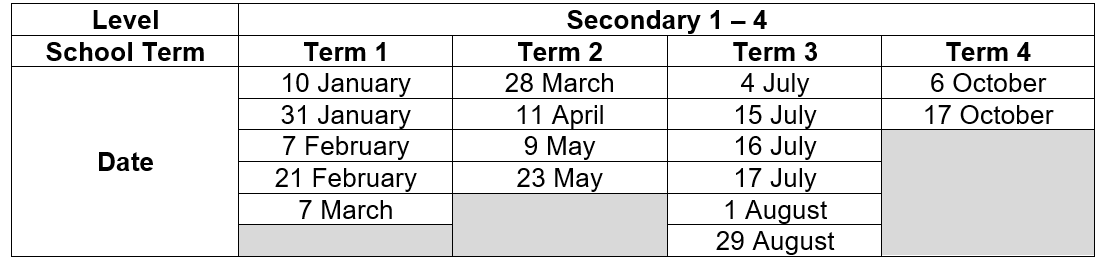 Level Secondary 1 – 4
School Term Term 1 Term 2 Term 3 Term 4
Date
10 January 28 March 4 July 6 October
31 January 11 April 15 July 17 October
7 February 9 May 16 July
21 February 23 May 17 July
7 March 1 August
29 August